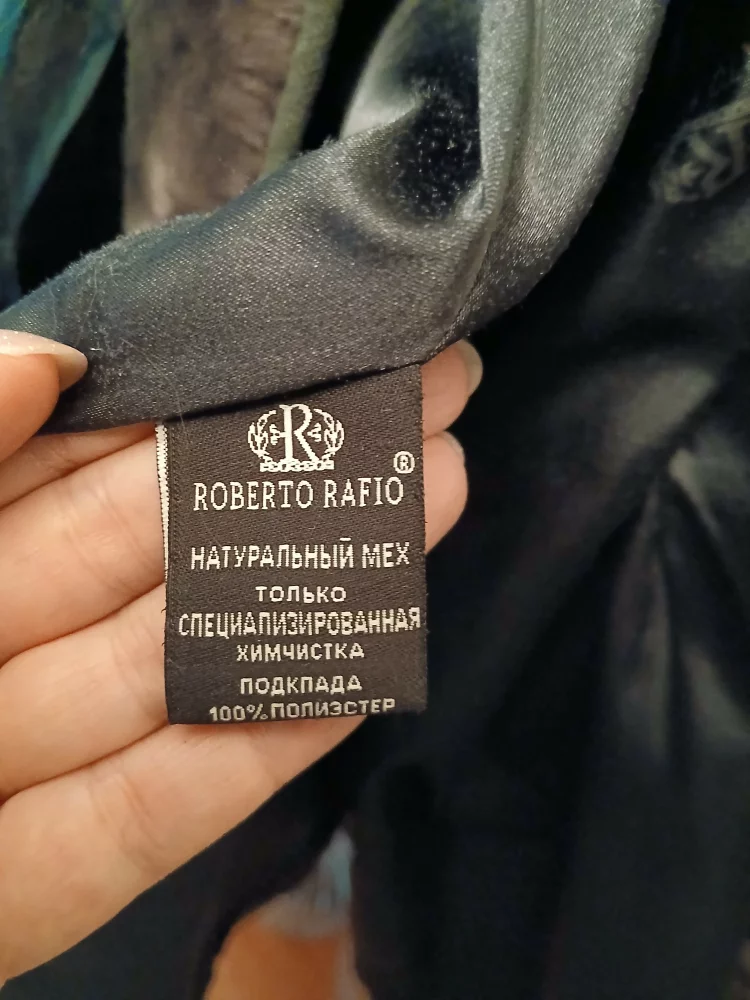 R
®
ROBERTO RAFIO
НАТУРАЛЬНЫЙ МЕХ
ТОЛЬКО
СПЕЦИАПИЗИРОВАННАЯ
ХИМЧИСТКА
ПОДКПАДА
100% ПОЛИЭСТЕР